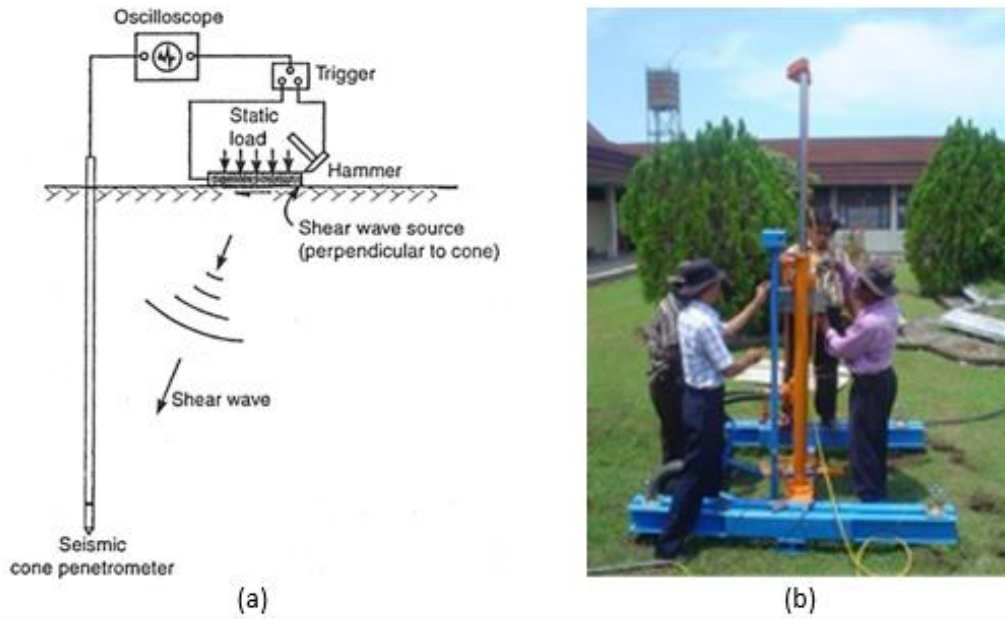 Oscilloscope
Trigger
Static
load
Hammer
Shear wave source
(perpendicular to cone)
Shear wave
Seismic
cone penetrometer
(a)
(b)